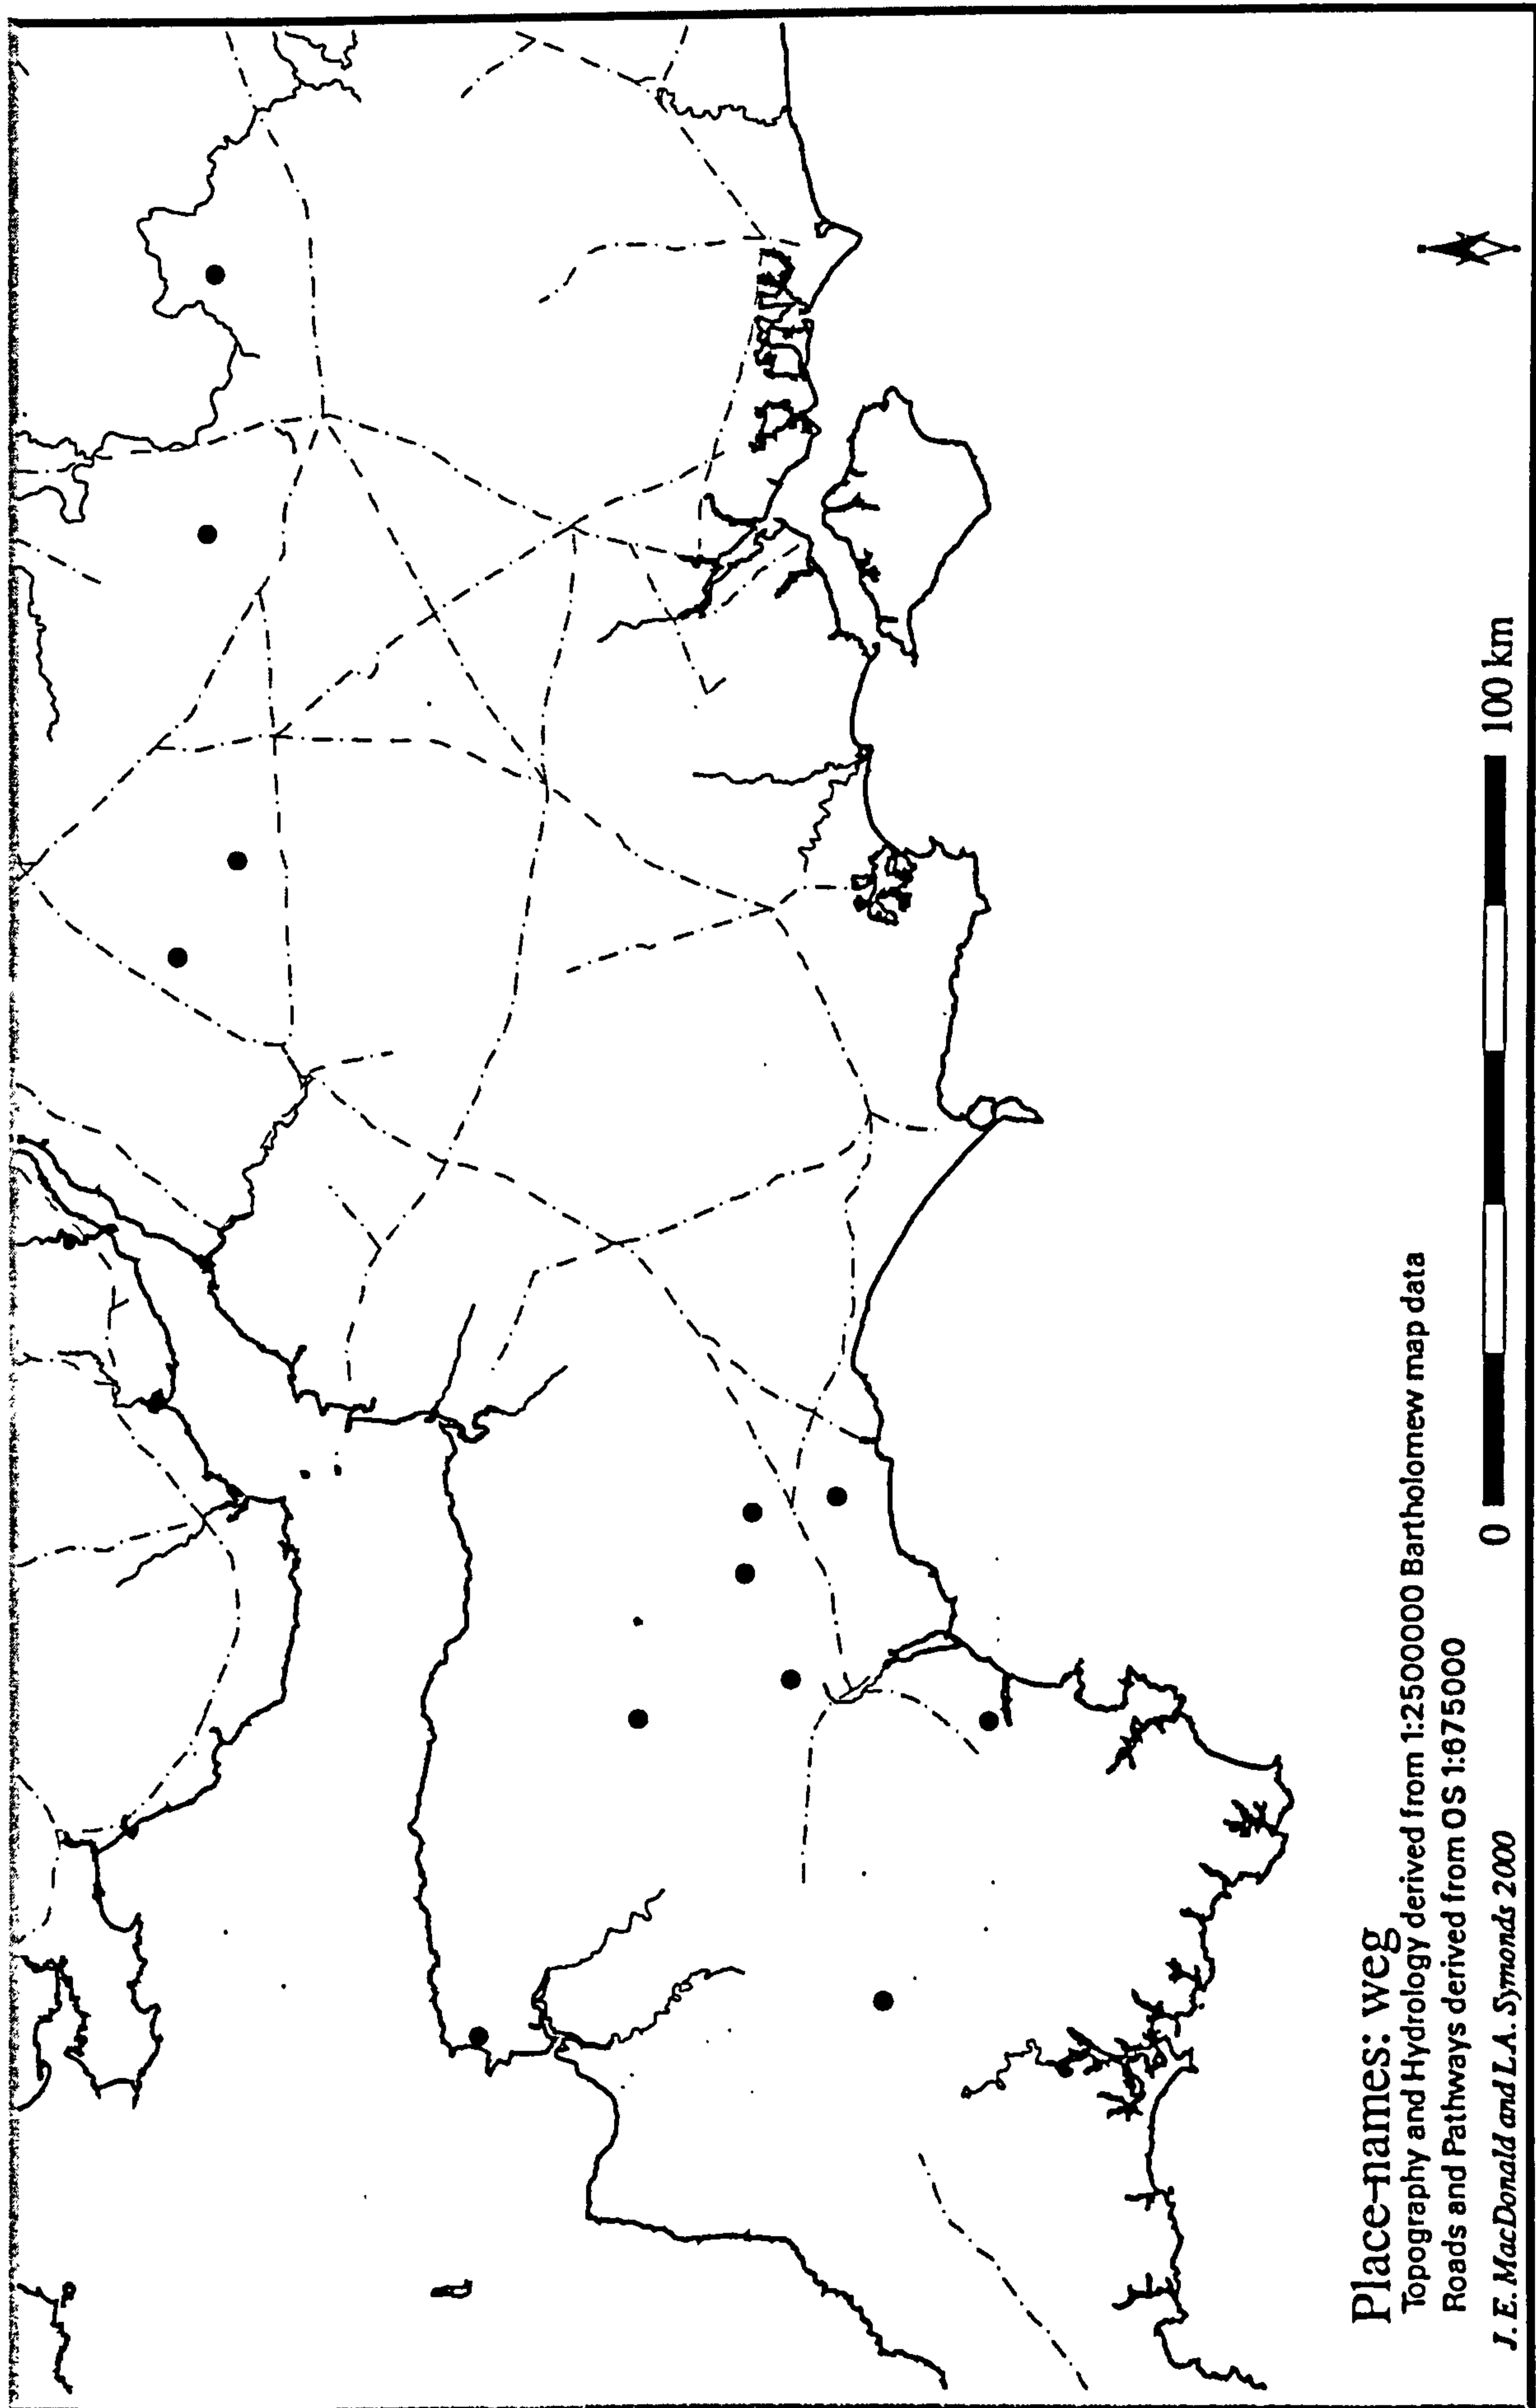 Place-names: weg
Topography and Hydrology derived from 1:250000 Bartholomew map data
Roads and Pathways derived from OS 1:675000
J. E. MacDonald and L.A. Symonds 2000
0 100 km